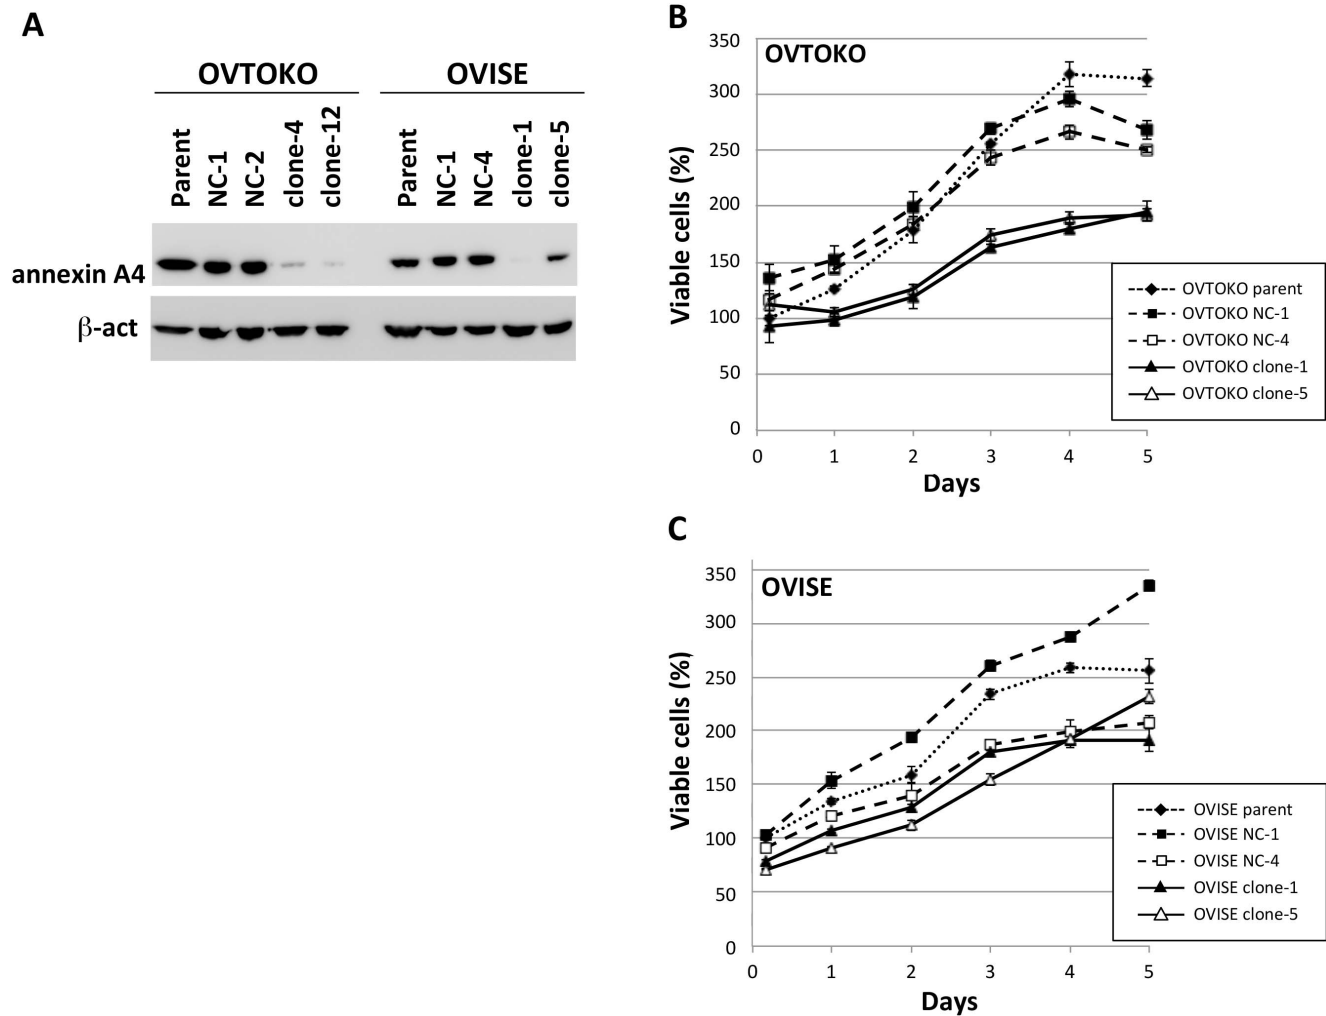 A
OVTOKO OVISE
Parent NC-1 NC-2 clone-4 clone-12 Parent NC-1 NC-4 clone-1 clone-5
annexin A4
β-act
B
OVTOKO
350
300
250
200
150
100
50
0
Viable cells (%)
0 1 2 3 4 5
Days
OVTOKO parent
OVTOKO NC-1
OVTOKO NC-4
OVTOKO clone-1
OVTOKO clone-5
C
OVISE
350
300
250
200
150
100
50
0
Viable cells (%)
0 1 2 3 4 5
Days
OVISE parent
OVISE NC-1
OVISE NC-4
OVISE clone-1
OVISE clone-5